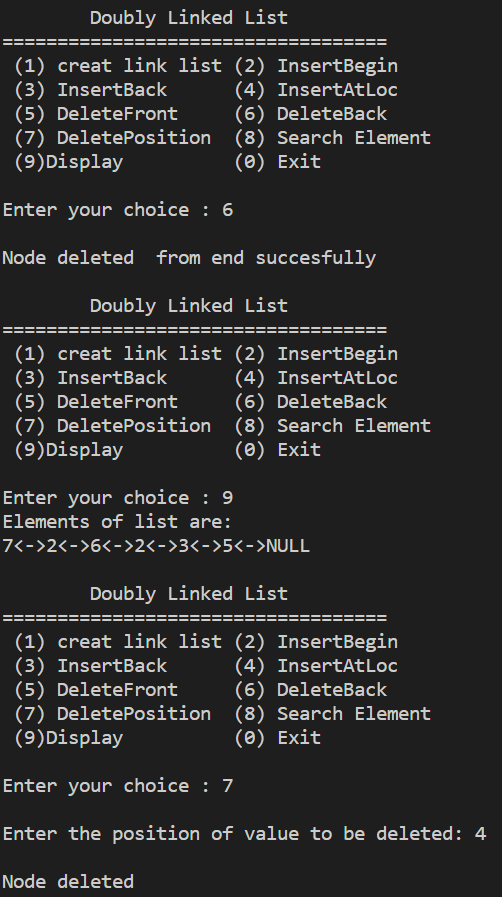 Doubly Linked List
===================================
(1) creat link list (2) InsertBegin
(3) InsertBack      (4) InsertAtLoc
(5) DeleteFront     (6) DeleteBack
(7) DeletePosition  (8) Search Element
(9)Display          (0) Exit
Enter your choice : 6
Node deleted  from end succesfully
Doubly Linked List
===================================
(1) creat link list (2) InsertBegin
(3) InsertBack      (4) InsertAtLoc
(5) DeleteFront     (6) DeleteBack
(7) DeletePosition  (8) Search Element
(9)Display          (0) Exit
Enter your choice : 9
Elements of list are:
7<->2<->6<->2<->3<->5<->NULL
Doubly Linked List
===================================
(1) creat link list (2) InsertBegin
(3) InsertBack      (4) InsertAtLoc
(5) DeleteFront     (6) DeleteBack
(7) DeletePosition  (8) Search Element
(9)Display          (0) Exit
Enter your choice : 7
Enter the position of value to be deleted: 4
Node deleted